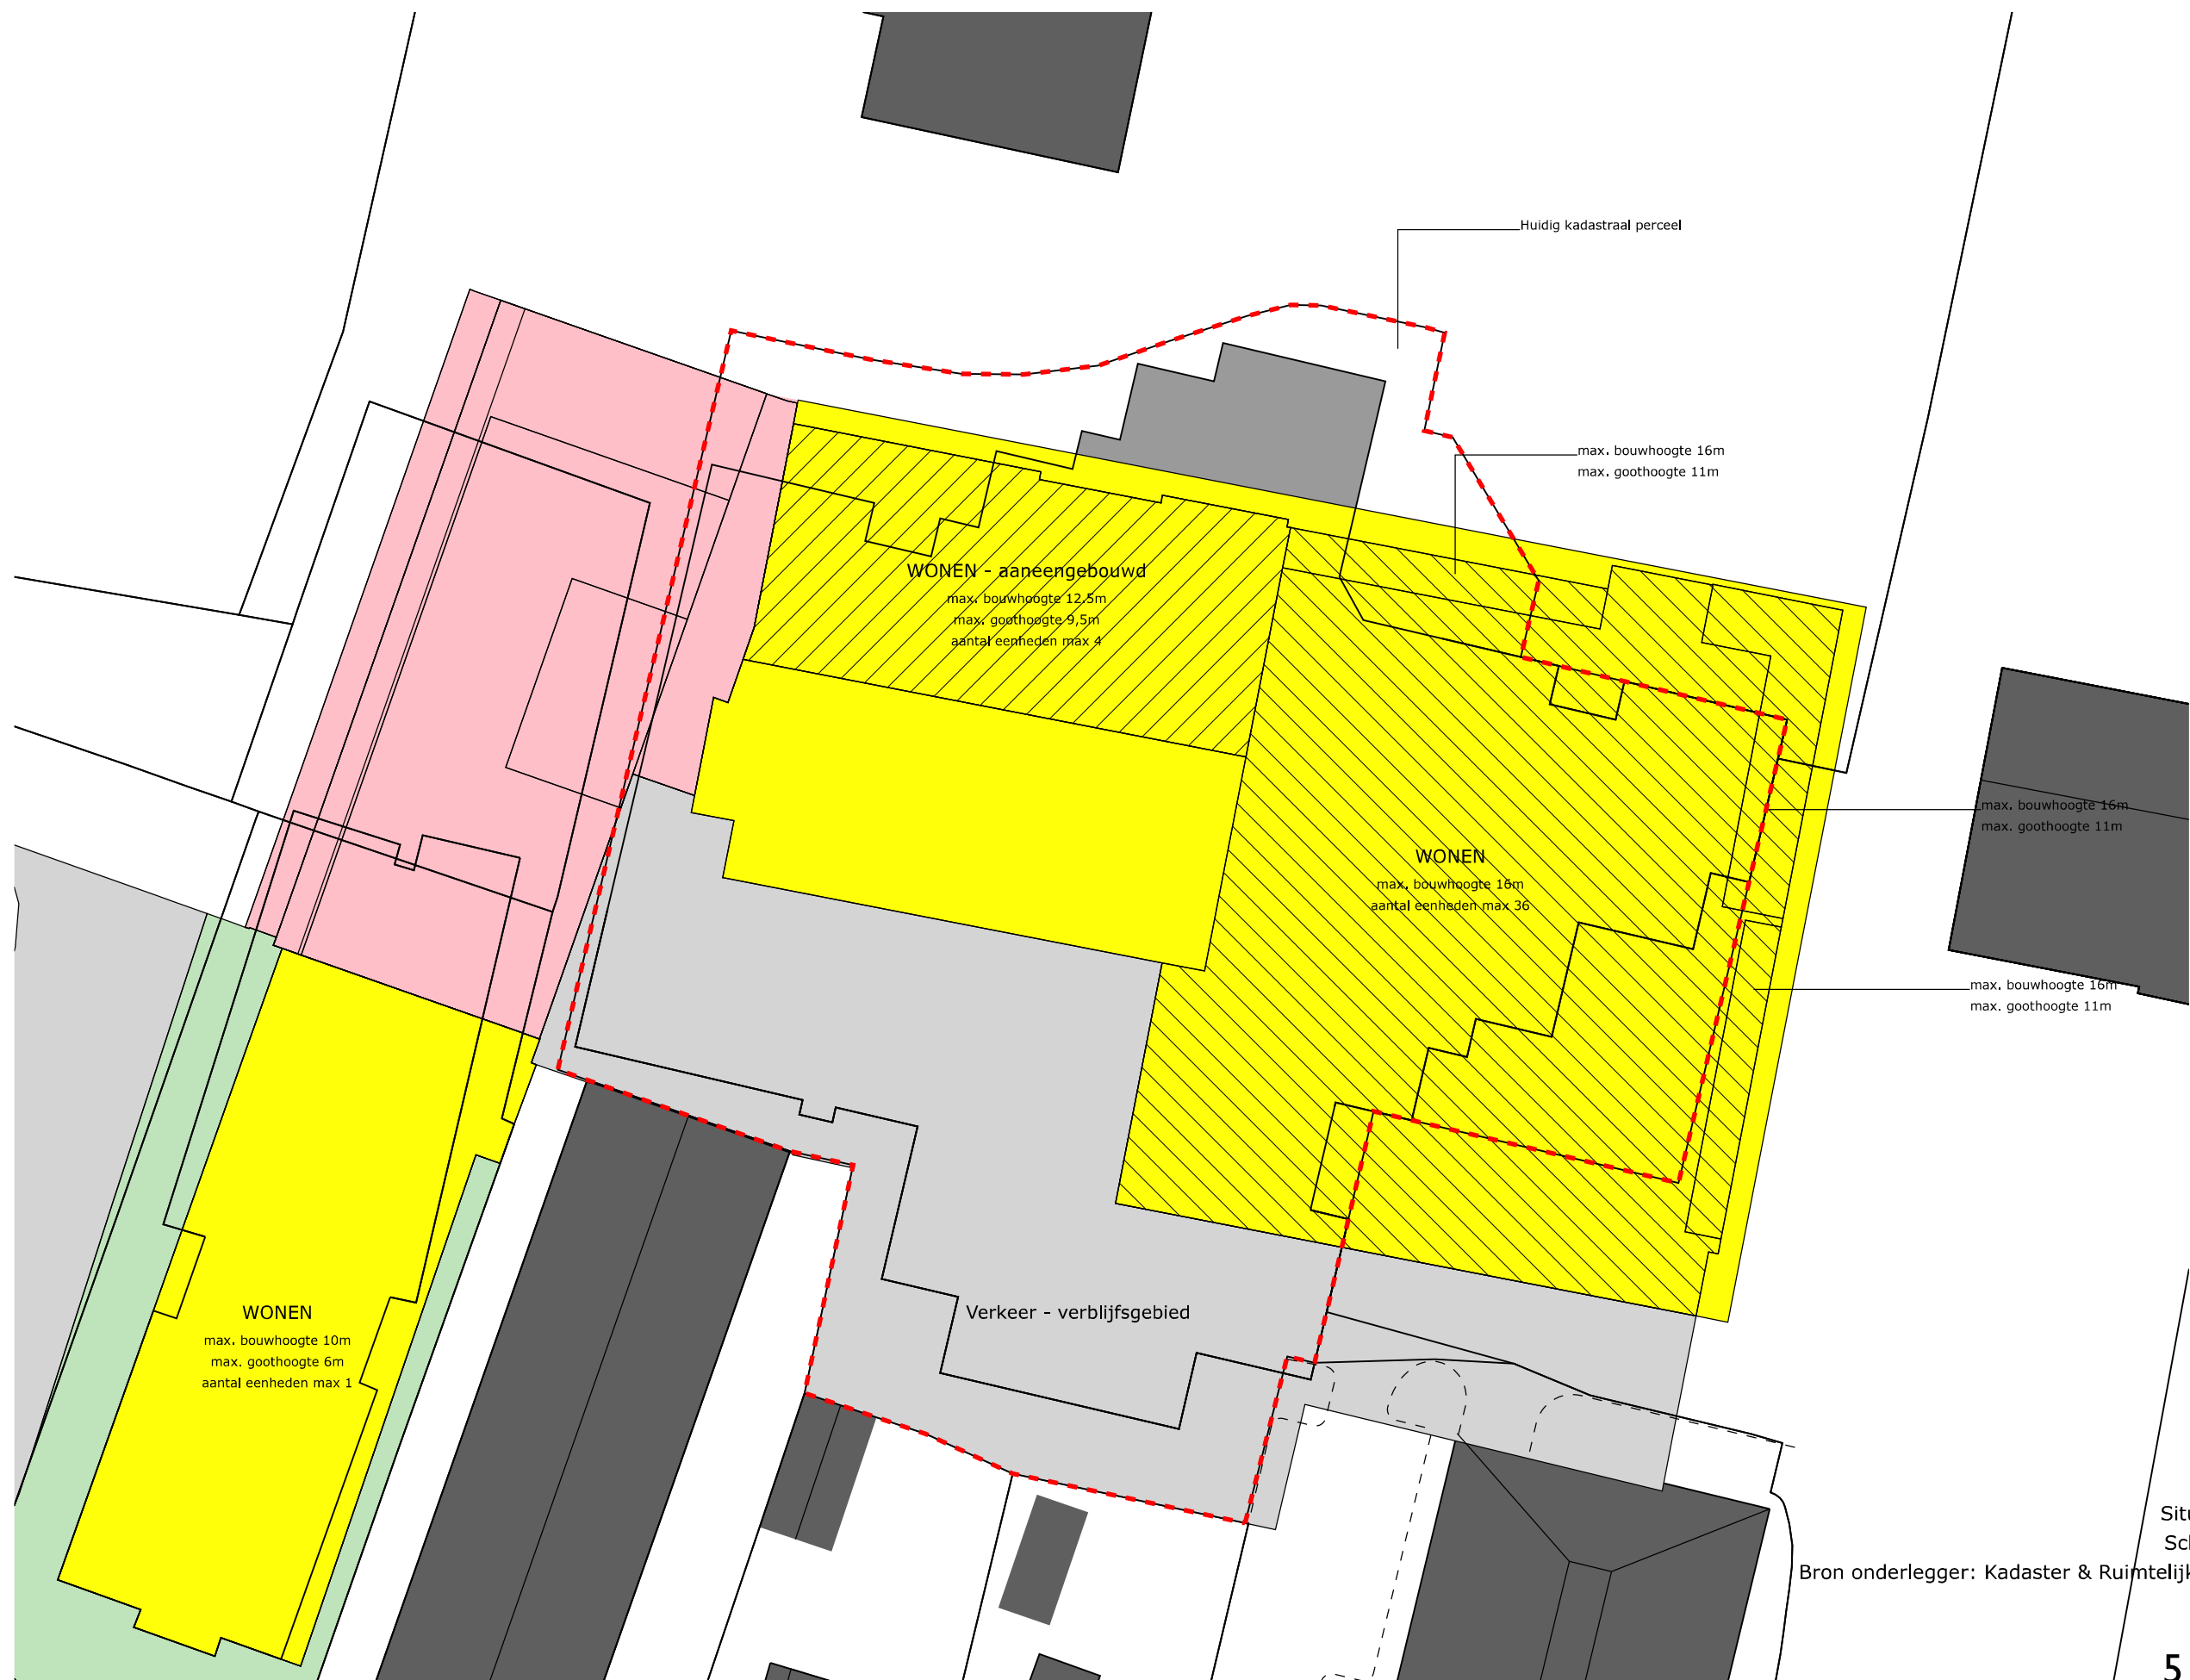 Huidig kadastraal perceel
max. bouwhoogte 16m
max. goothoogte 11m
WONEN - aaneengebouwd
max. bouwhoogte 12,5m
max. goothoogte 9,5m
aantal eenheden max 4
max. bouwhoogte 16m
max. goothoogte 11m
WONEN
max. bouwhoogte 16m
aantal eenheden max 36
max. bouwhoogte 16m
max. goothoogte 11m
WONEN
max. bouwhoogte 10m
max. goothoogte 6m
aantal eenheden max 1
Verkeer - verblijfsgebied
Situ
Scl
Bron onderlegger: Kadaster & Ruimtelijk
5